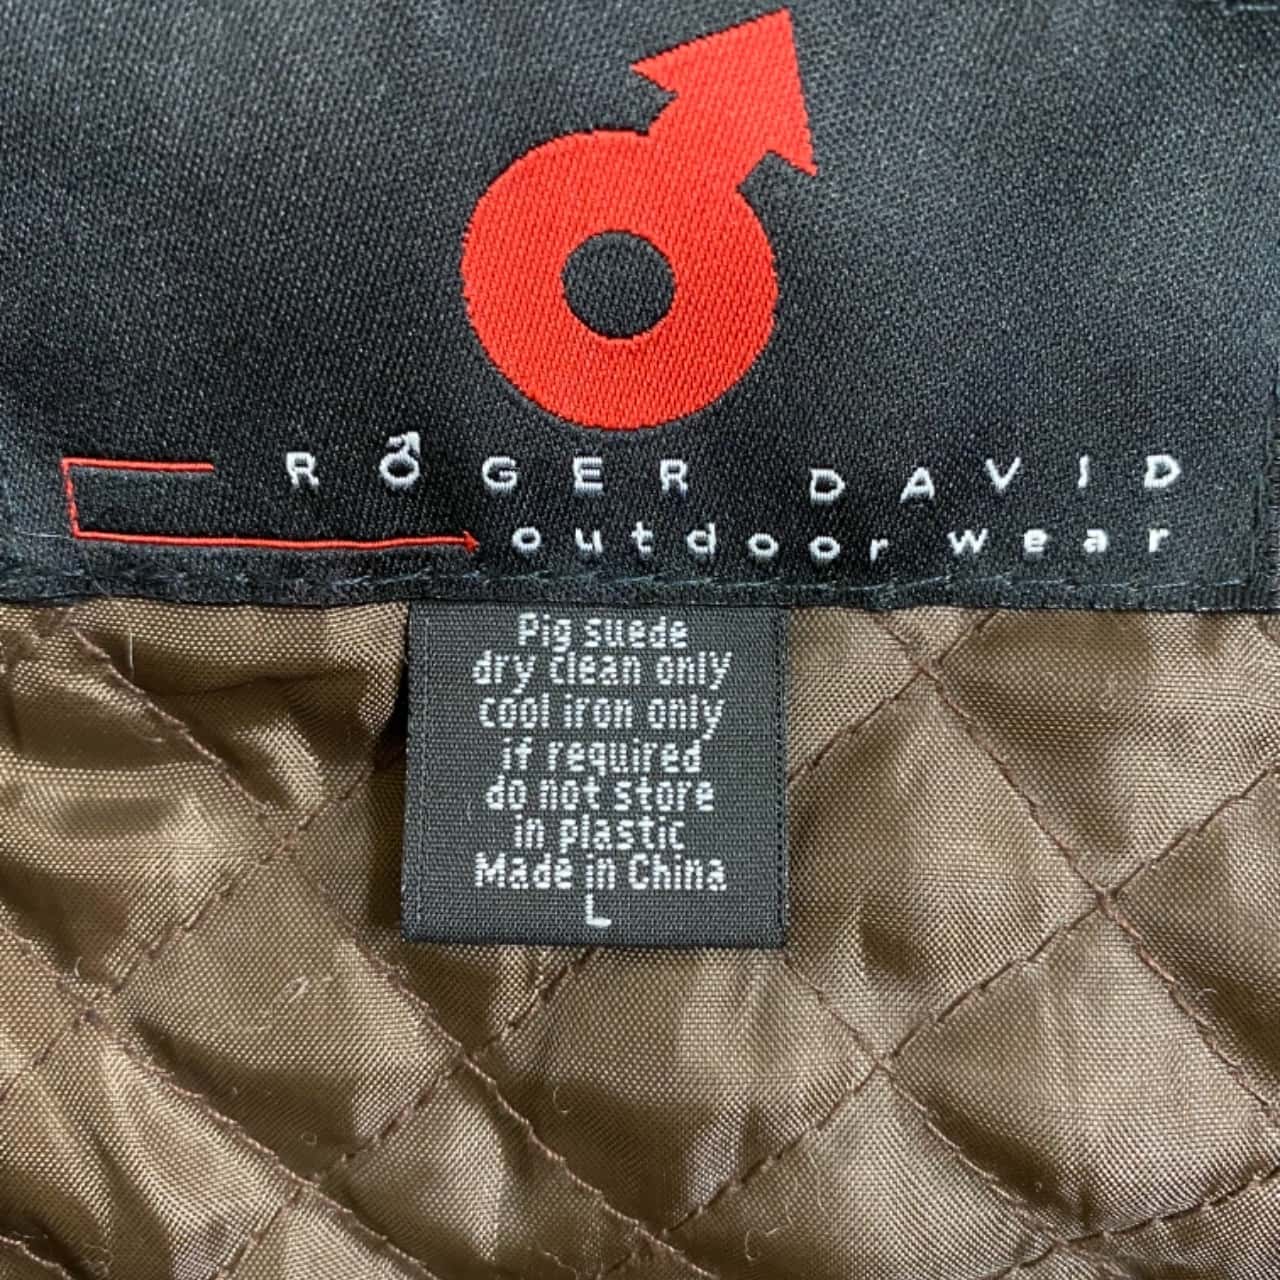 ROGER DAVID
outdoor wear
Pig suede
dry clean only
cool iron only
if required
do not store
in plastic
Made in China
L